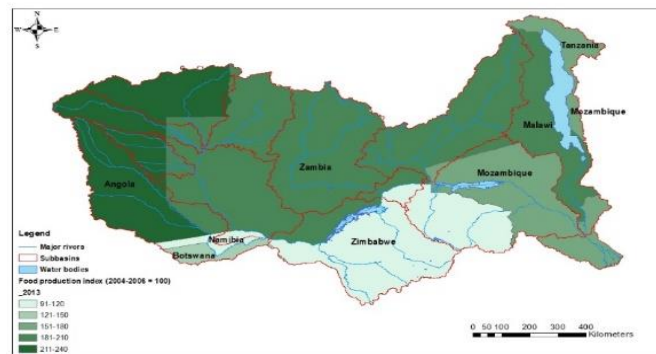 N
W E
S
Tanzania
Mozambique
Malawi
Zambia
Mozambique
Angola
Namibia
Zimbabwe
Botswana
Legend
Major rivers
Subbasins
Water bodies
Food production index (2004-2006 = 100)
_2013
91-120
121-150
151-180
181-210
211-240
0 50 100 200 300 400
Kilometers